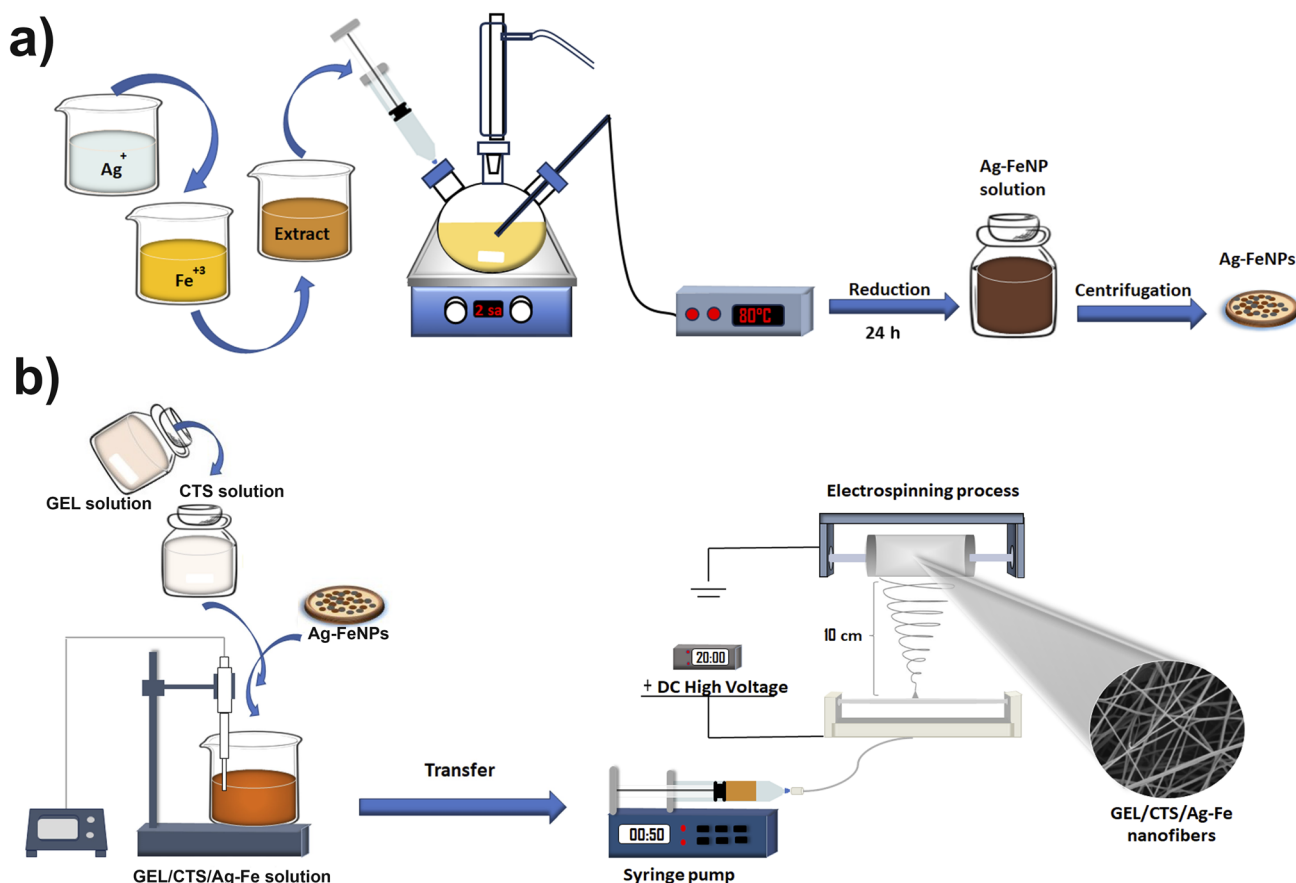 a)
Ag+
Fe+3
Extract
2 sa
80°C
Reduction
24 h
Ag-FeNP
solution
Centrifugation
Ag-FeNPs
b)
GEL solution
CTS solution
Ag-FeNPs
GEL/CTS/Ag-Fe solution
Transfer
Electrospinning process
10 cm
20:00
+ DC High Voltage
00:50
Syringe pump
GEL/CTS/Ag-Fe
nanofibers